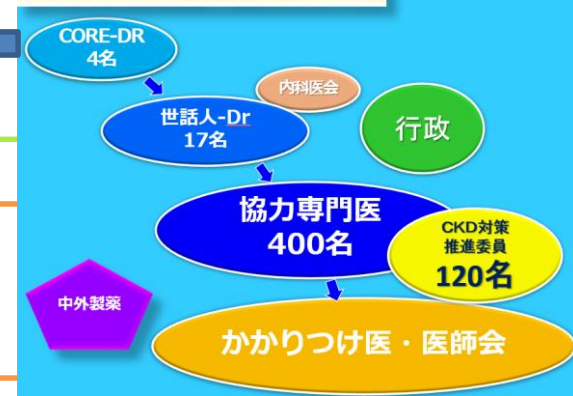 CORE-DR
4名
内科医会
世話人-Dr
17名
行政
協力専門医
400名
CKD対策
推進委員
120名
中外製薬
かかりつけ医・医師会